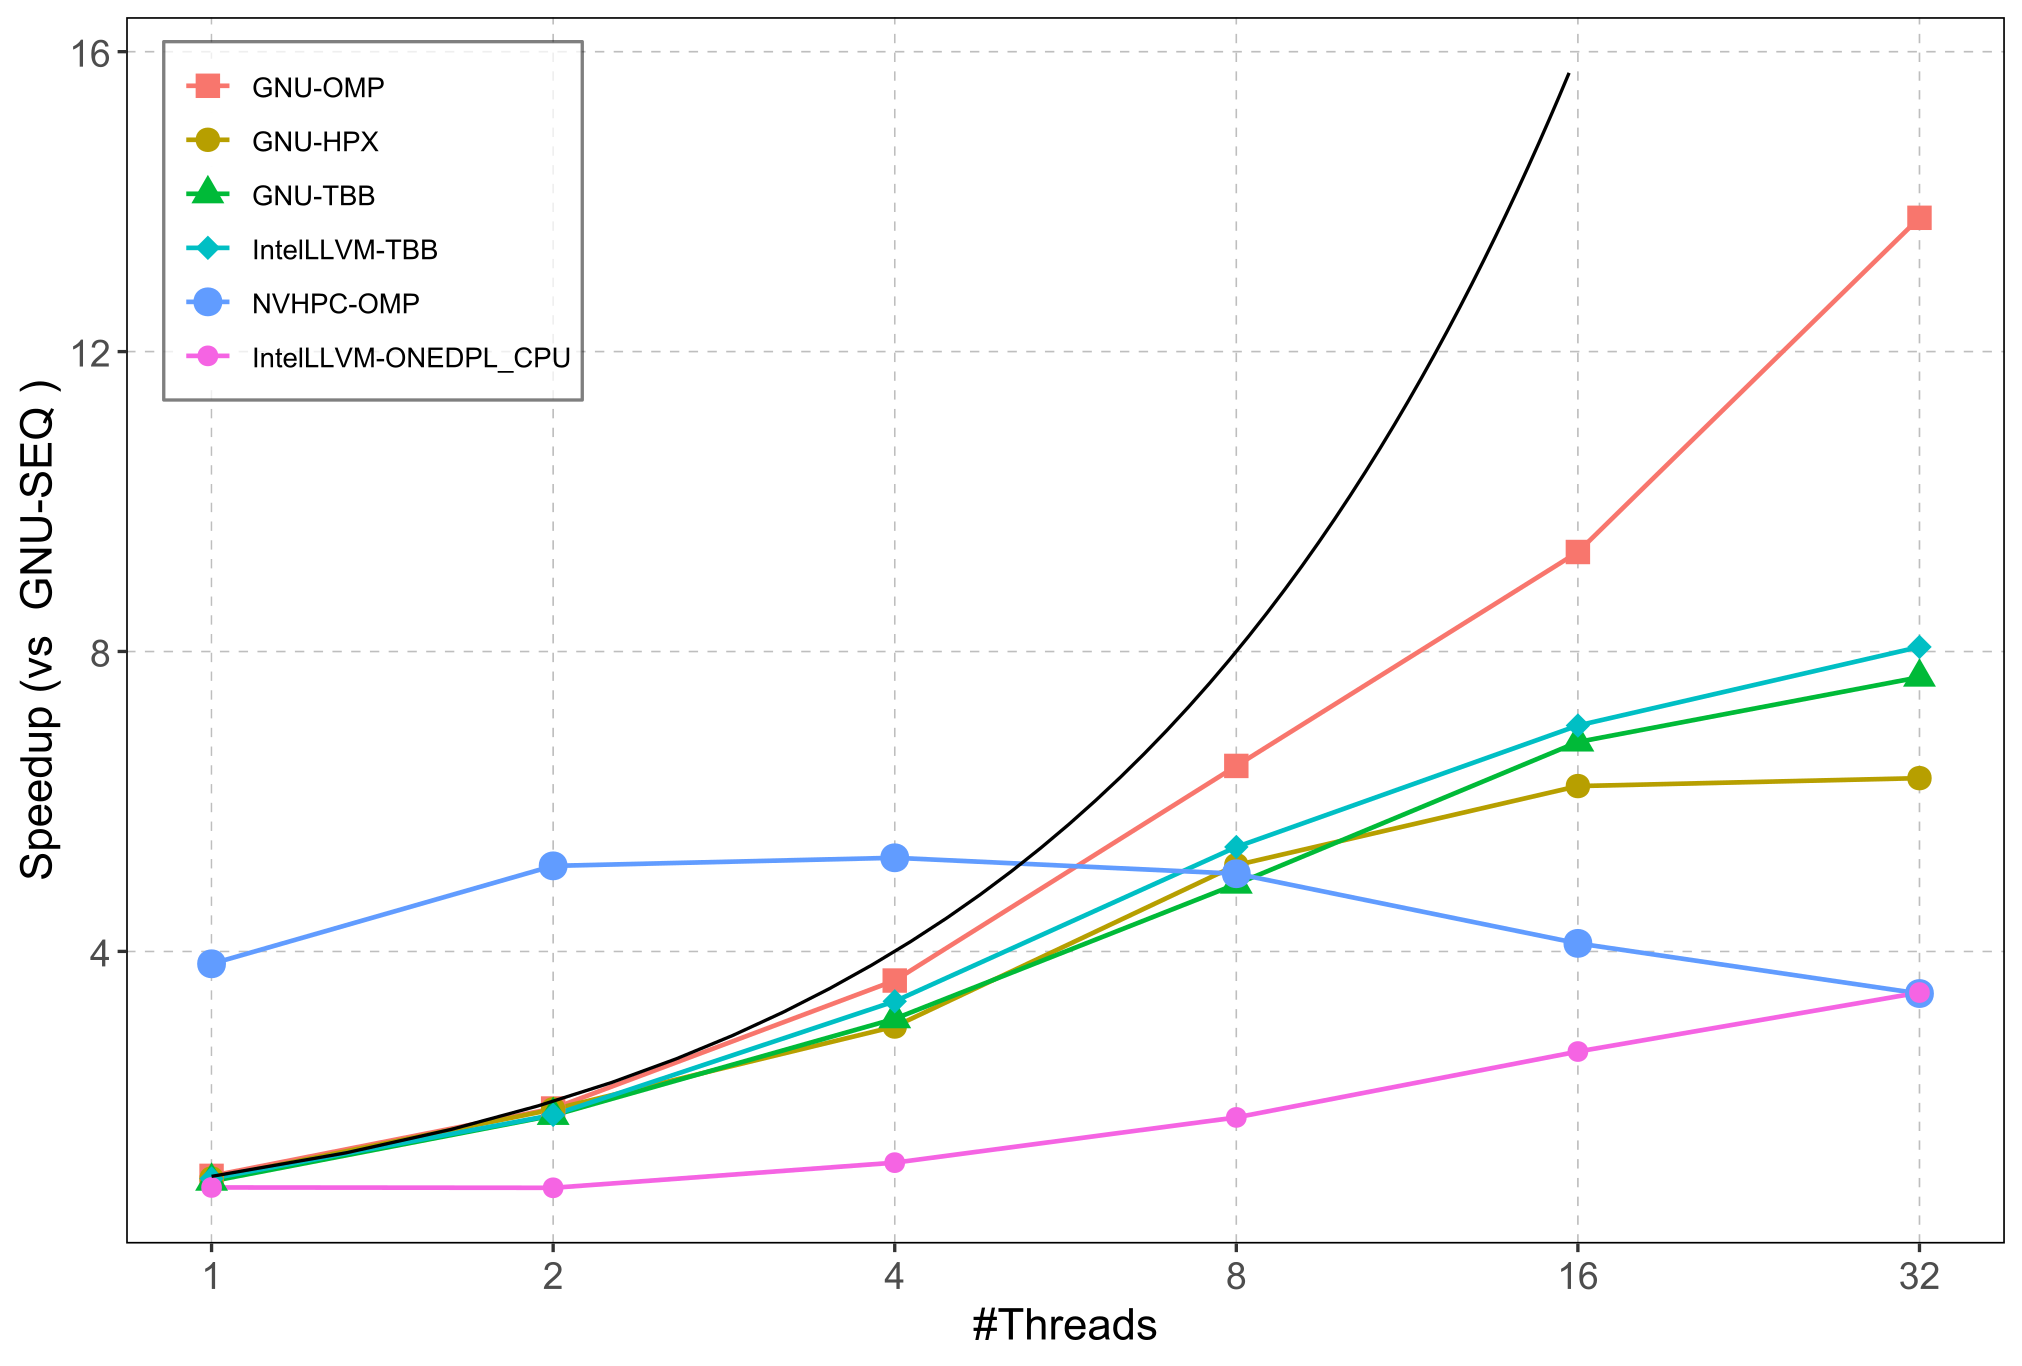 16
12
8
4
Speedup (vs GNU-SEQ )
GNU-OMP
GNU-HPX
GNU-TBB
IntelLLVM-TBB
NVHPC-OMP
IntelLLVM-ONEDPL_CPU
1 2 4 8 16 32
#Threads